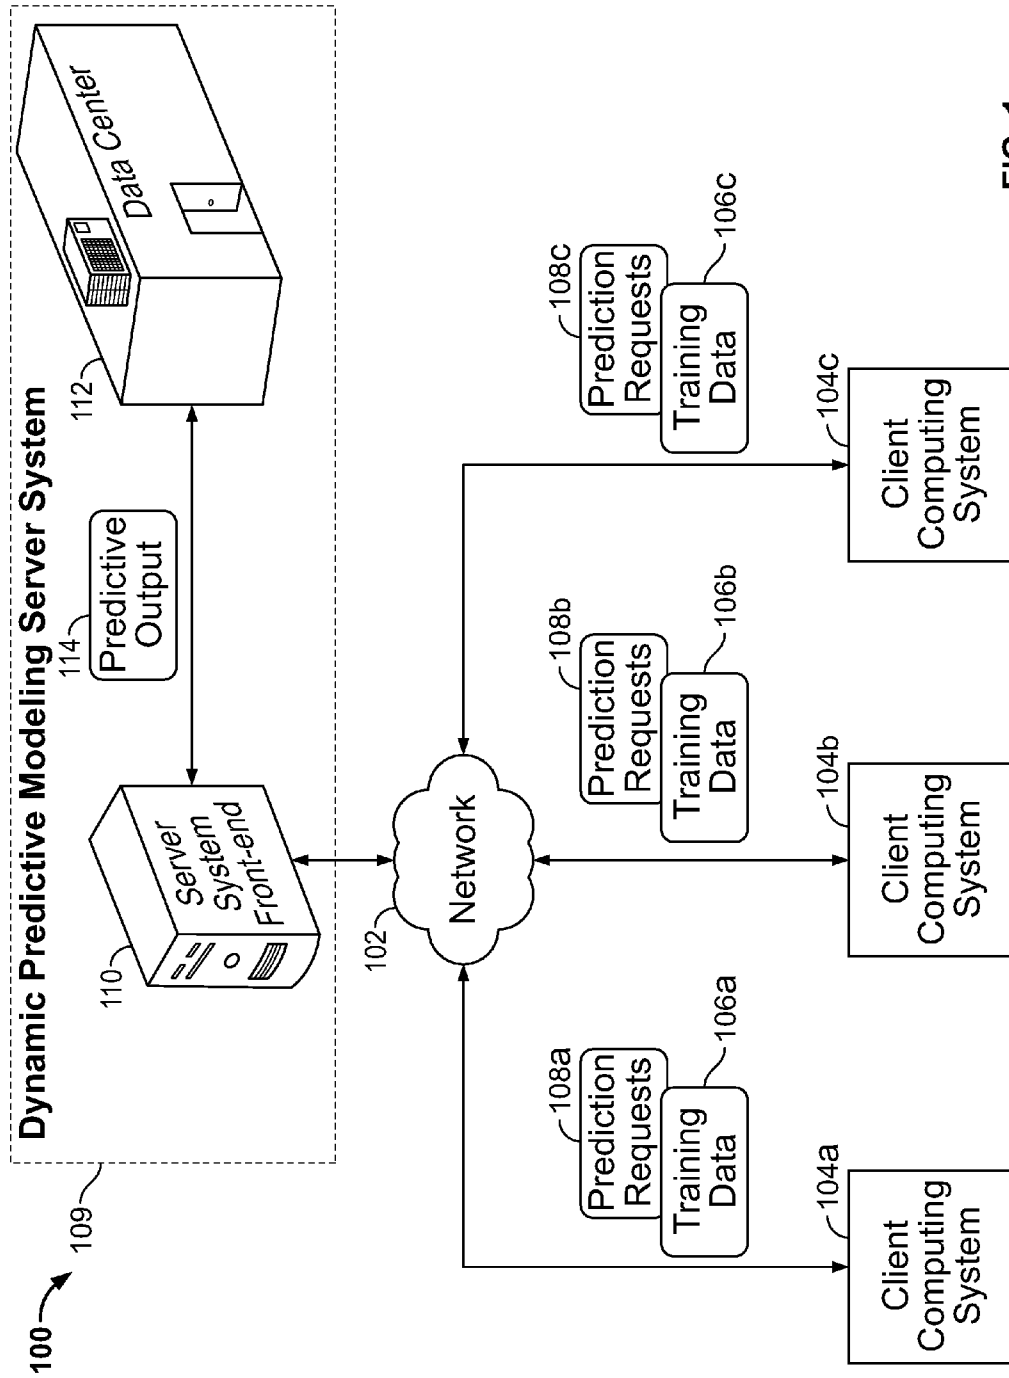 100
109
Dynamic Predictive Modeling Server System
110
Server
System
Front-end
114
Predictive
Output
112
Data Center
102
Network
108a
Prediction
Requests
106a
Training
Data
108b
Prediction
Requests
106b
Training
Data
108c
Prediction
Requests
106c
Training
Data
104a
Client
Computing
System
104b
Client
Computing
System
104c
Client
Computing
System